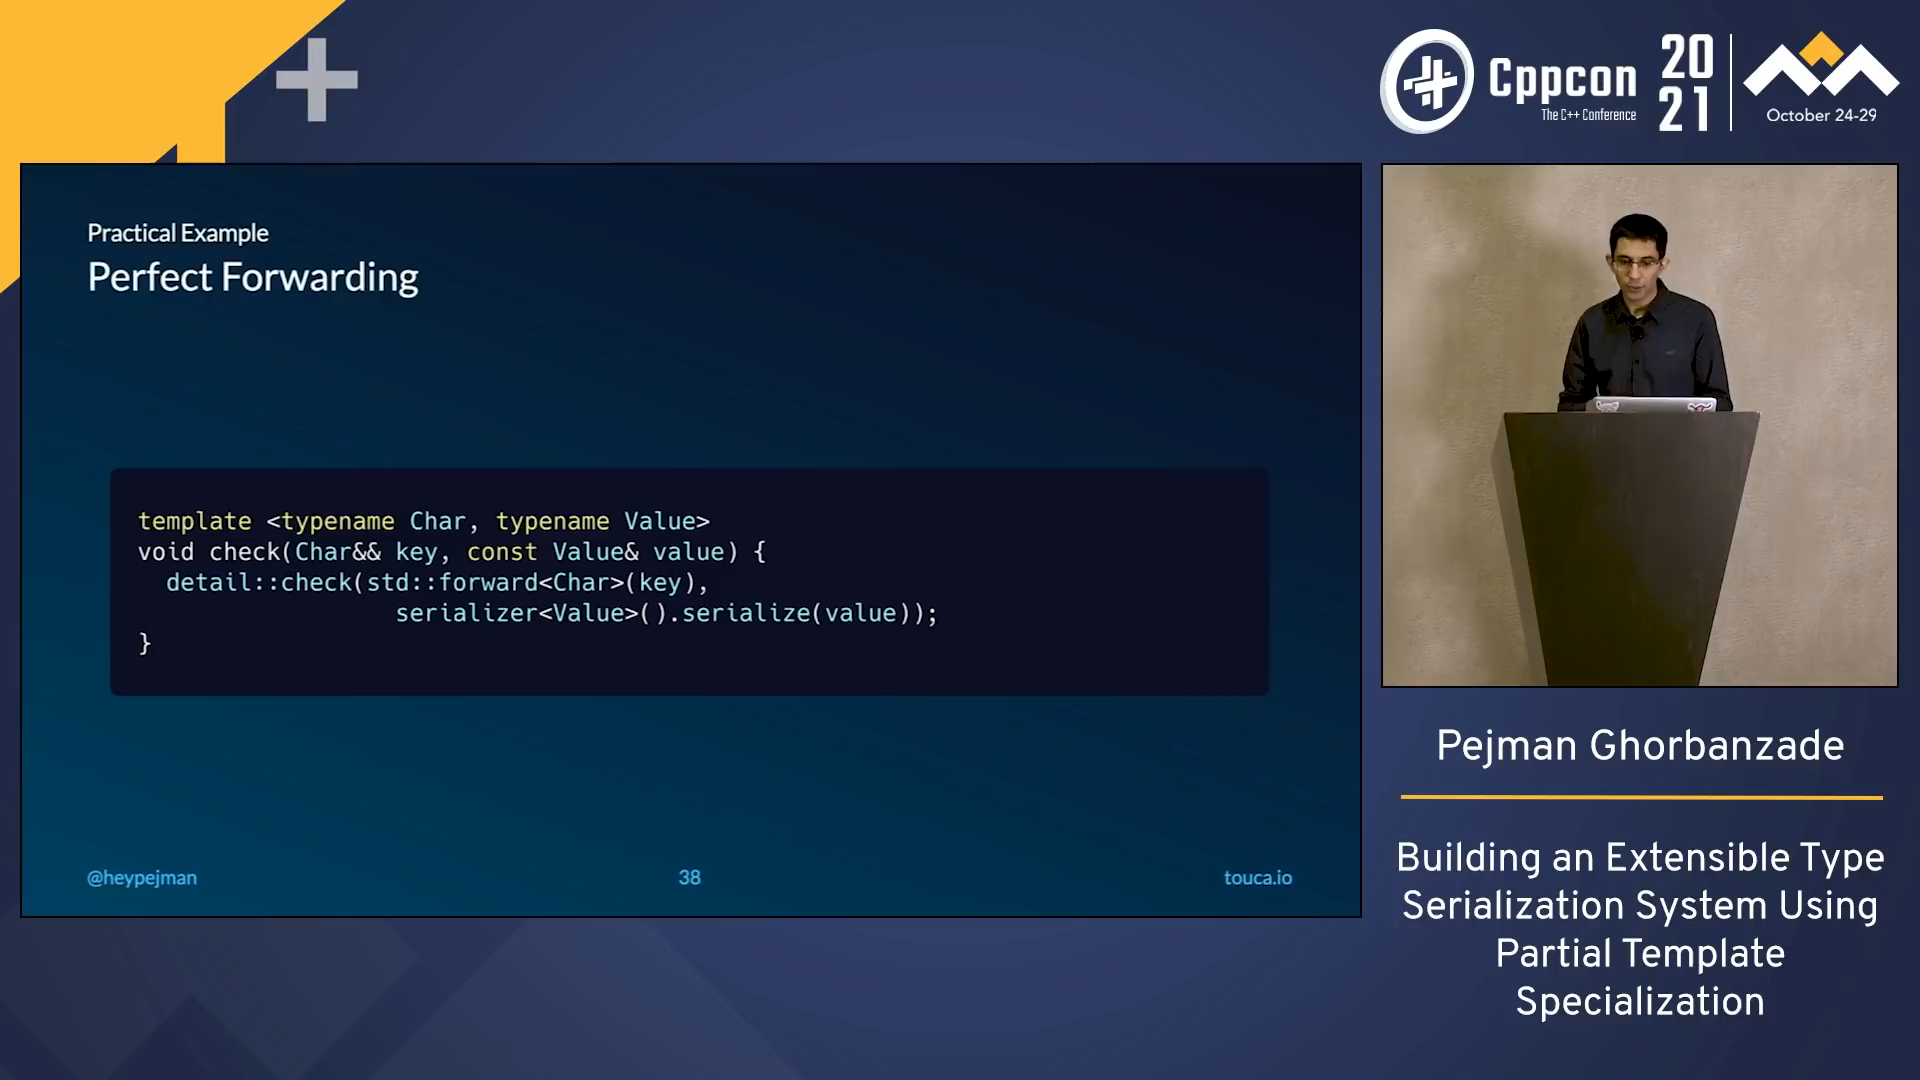 Cppcon
The C++ Conference
20
21
October 24-29
Practical Example
Perfect Forwarding
template <typename Char, typename Value>
void check(Char&& key, const Value& value) {
  detail::check(std::forward<Char>(key),
                  serializer<Value>().serialize(value));
}
@heypejman
38
touca.io
Pejman Ghorbanzade
Building an Extensible Type
Serialization System Using
Partial Template
Specialization